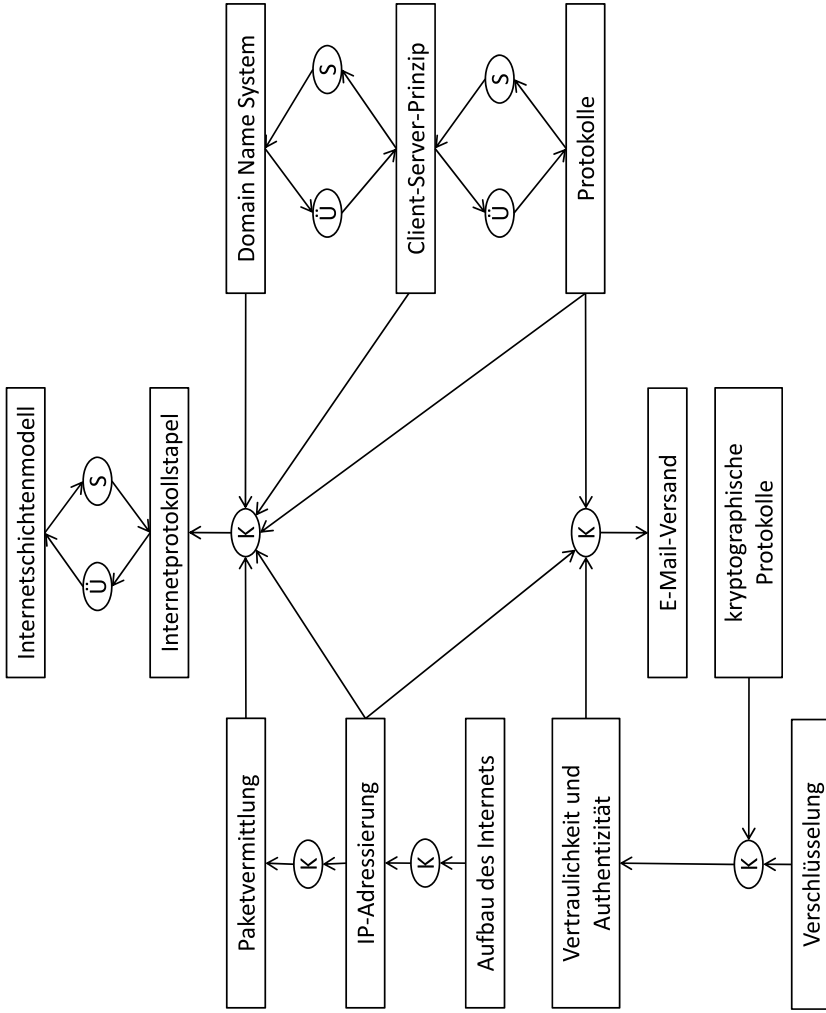 Internetschichtenmodell
Ü
S
Internetprotokollstapel
Paketvermittlung
K
Domain Name System
K
Ü
S
IP-Adressierung
Client-Server-Prinzip
K
Aufbau des Internets
Ü
S
Vertraulichkeit und
Authentizität
K
Protokolle
E-Mail-Versand
K
kryptographische
Protokolle
Verschlüsselung